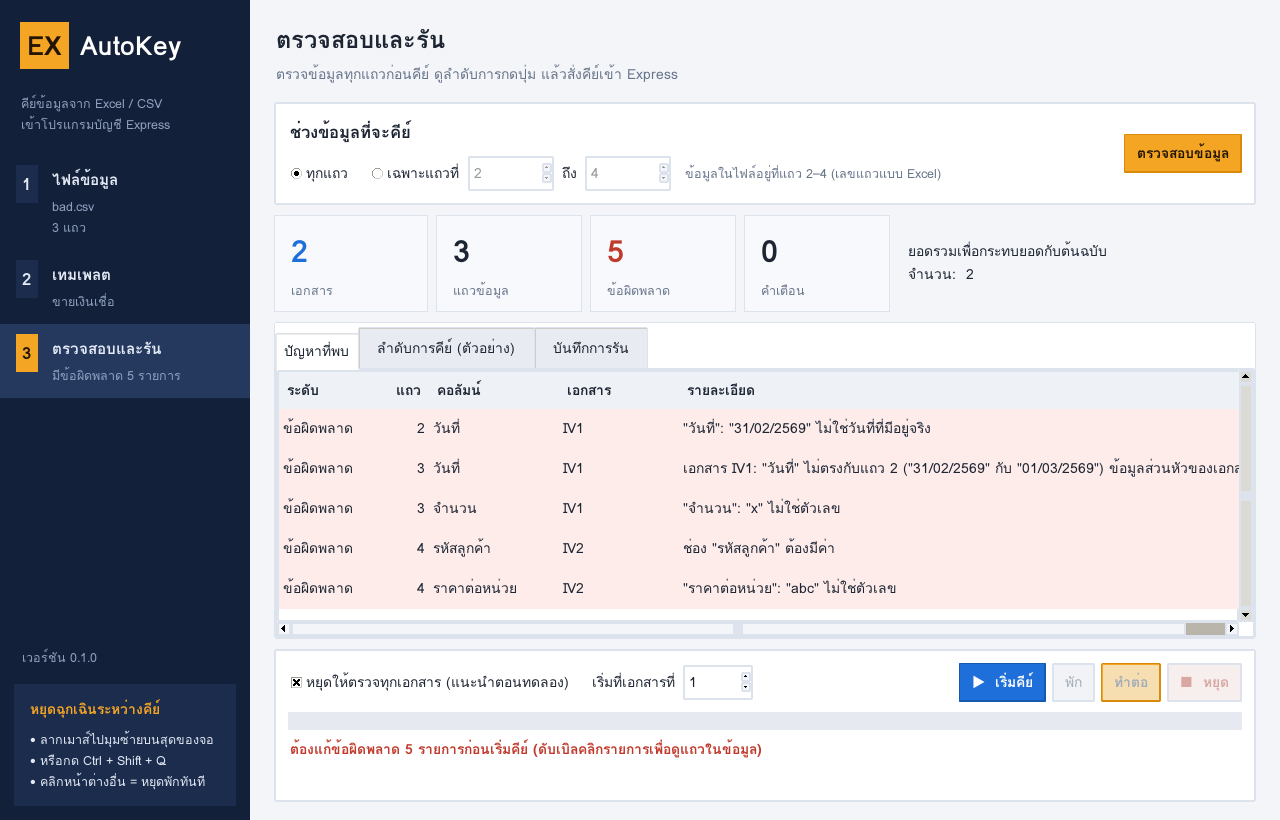 EX AutoKey
คีย์ข้อมูลจาก Excel / CSV
เข้าโปรแกรมบัญชี Express
1 ไฟล์ข้อมูล
bad.csv
3 แถว
2 เทมเพลต
ขายเงินเชื่อ
3 ตรวจสอบและรัน
มีข้อผิดพลาด 5 รายการ
เวอร์ชัน 0.1.0
หยุดฉุกเฉินระหว่างคีย์
• ลากเมาส์ไปมุมซ้ายบนสุดของจอ
• หรือกด Ctrl + Shift + Q
• คลิกหน้าต่างอื่น = หยุดพักทันที
ตรวจสอบและรัน
ตรวจข้อมูลทุกแถวก่อนคีย์ ดูลำดับการกดปุ่ม แล้วสั่งคีย์เข้า Express
ช่วงข้อมูลที่จะคีย์
ทุกแถว เฉพาะแถวที่ 2 ถึง 4 ข้อมูลในไฟล์อยู่ที่แถว 2–4 (เลขแถวแบบ Excel)
ตรวจสอบข้อมูล
2 3 5 0
เอกสาร แถวข้อมูล ข้อผิดพลาด คำเตือน
ยอดรวมเพื่อกระทบยอดกับต้นฉบับ
จำนวน: 2
ปัญหาที่พบ ลำดับการคีย์ (ตัวอย่าง) บันทึกการรัน
ระดับ แถว คอลัมน์ เอกสาร รายละเอียด
ข้อผิดพลาด 2 วันที่ IV1 "วันที่": "31/02/2569" ไม่ใช่วันที่ที่มีอยู่จริง
ข้อผิดพลาด 3 วันที่ IV1 เอกสาร IV1: "วันที่" ไม่ตรงกับแถว 2 ("31/02/2569" กับ "01/03/2569") ข้อมูลส่วนหัวของเอกส
ข้อผิดพลาด 3 จำนวน IV1 "จำนวน": "x" ไม่ใช่ตัวเลข
ข้อผิดพลาด 4 รหัสลูกค้า IV2 ช่อง "รหัสลูกค้า" ต้องมีค่า
ข้อผิดพลาด 4 ราคาต่อหน่วย IV2 "ราคาต่อหน่วย": "abc" ไม่ใช่ตัวเลข
หยุดให้ตรวจทุกเอกสาร (แนะนำตอนทดลอง) เริ่มที่เอกสารที่ 1 ▶ เริ่มคีย์ พัก ทำต่อ ■ หยุด
ต้องแก้ข้อผิดพลาด 5 รายการก่อนเริ่มคีย์ (ดับเบิลคลิกรายการเพื่อดูแถวในข้อมูล)